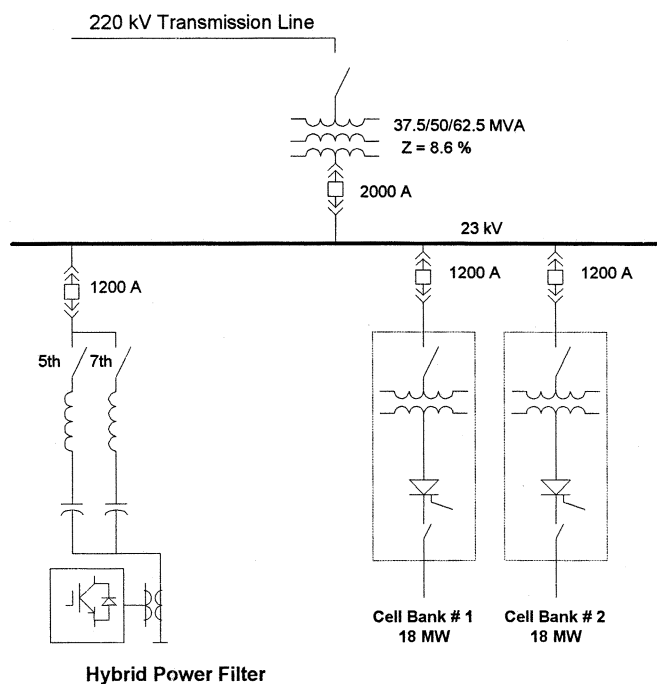 220 kV Transmission Line
37.5/50/62.5 MVA
Z = 8.6 %
2000 A
23 kV
1200 A
1200 A
1200 A
5th
7th
Cell Bank # 1
18 MW
Cell Bank # 2
18 MW
Hybrid Power Filter